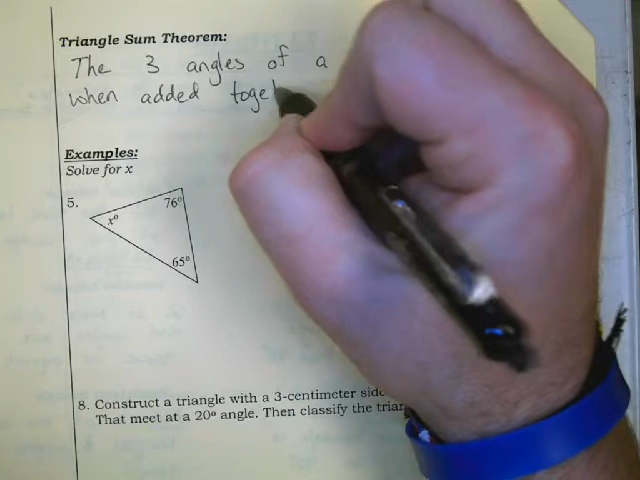 Triangle Sum Theorem:
The 3 angles of a
when added toge
Examples:
Solve for x
5.
76°
x°
65°
8. Construct a triangle with a 3-centimeter side
That meet at a 20° angle. Then classify the